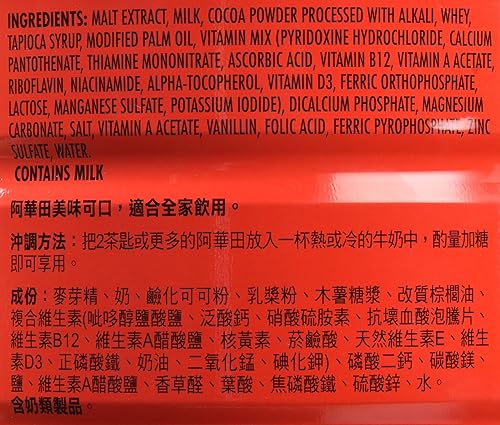 INGREDIENTS: MALT EXTRACT, MILK, COCOA POWDER PROCESSED WITH ALKALI, WHEY,
TAPIOCA SYRUP, MODIFIED PALM OIL, VITAMIN MIX (PYRIDOXINE HYDROCHLORIDE, CALCIUM
PANTOTHENATE, THIAMINE MONONITRATE, ASCORBIC ACID, VITAMIN B12, VITAMIN A ACETATE,
RIBOFLAVIN, NIACINAMIDE, ALPHA-TOCOPHEROL, VITAMIN D3, FERRIC ORTHOPHOSPHATE,
LACTOSE, MANGANESE SULFATE, POTASSIUM IODIDE), DICALCIUM PHOSPHATE, MAGNESIUM
CARBONATE, SALT, VITAMIN A ACETATE, VANILLIN, FOLIC ACID, FERRIC PYROPHOSPHATE, ZINC
SULFATE, WATER.
CONTAINS MILK
阿華田美味可口，適合全家飲用。
沖調方法：把2茶匙或更多的阿華田放入一杯熱或冷的牛奶中，酌量加糖
即可享用。
成份：麥芽精、奶、鹼化可可粉、乳漿粉、木薯糖漿、改質棕櫚油、
複合維生素(吡哆醇鹽酸鹽、泛酸鈣、硝酸硫胺素、抗壞血酸泡騰片、
維生素B12、維生素A醋酸鹽、核黃素、菸鹼酸、天然維生素E、維生
素D3、正磷酸鐵、奶油、二氧化錳、碘化鉀)、磷酸二鈣、碳酸鎂、
鹽、維生素A醋酸鹽、香草醛、葉酸、焦磷酸鐵、硫酸鋅、水。
含奶類製品。